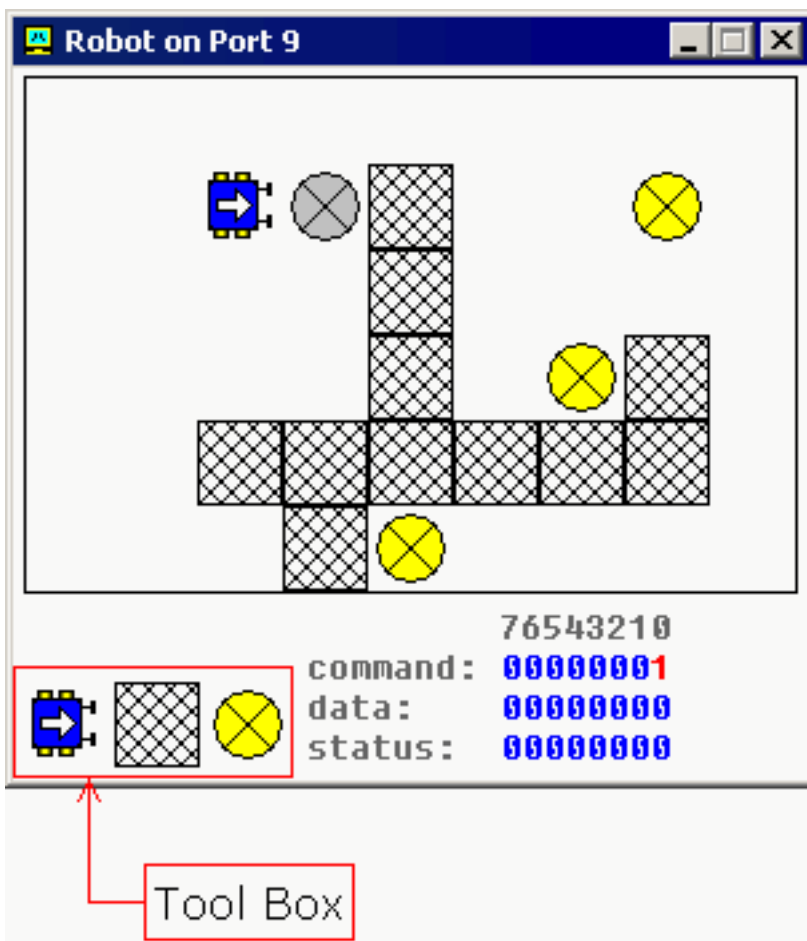 Robot on Port 9
76543210
command: 00000001
data: 00000000
status: 00000000
Tool Box